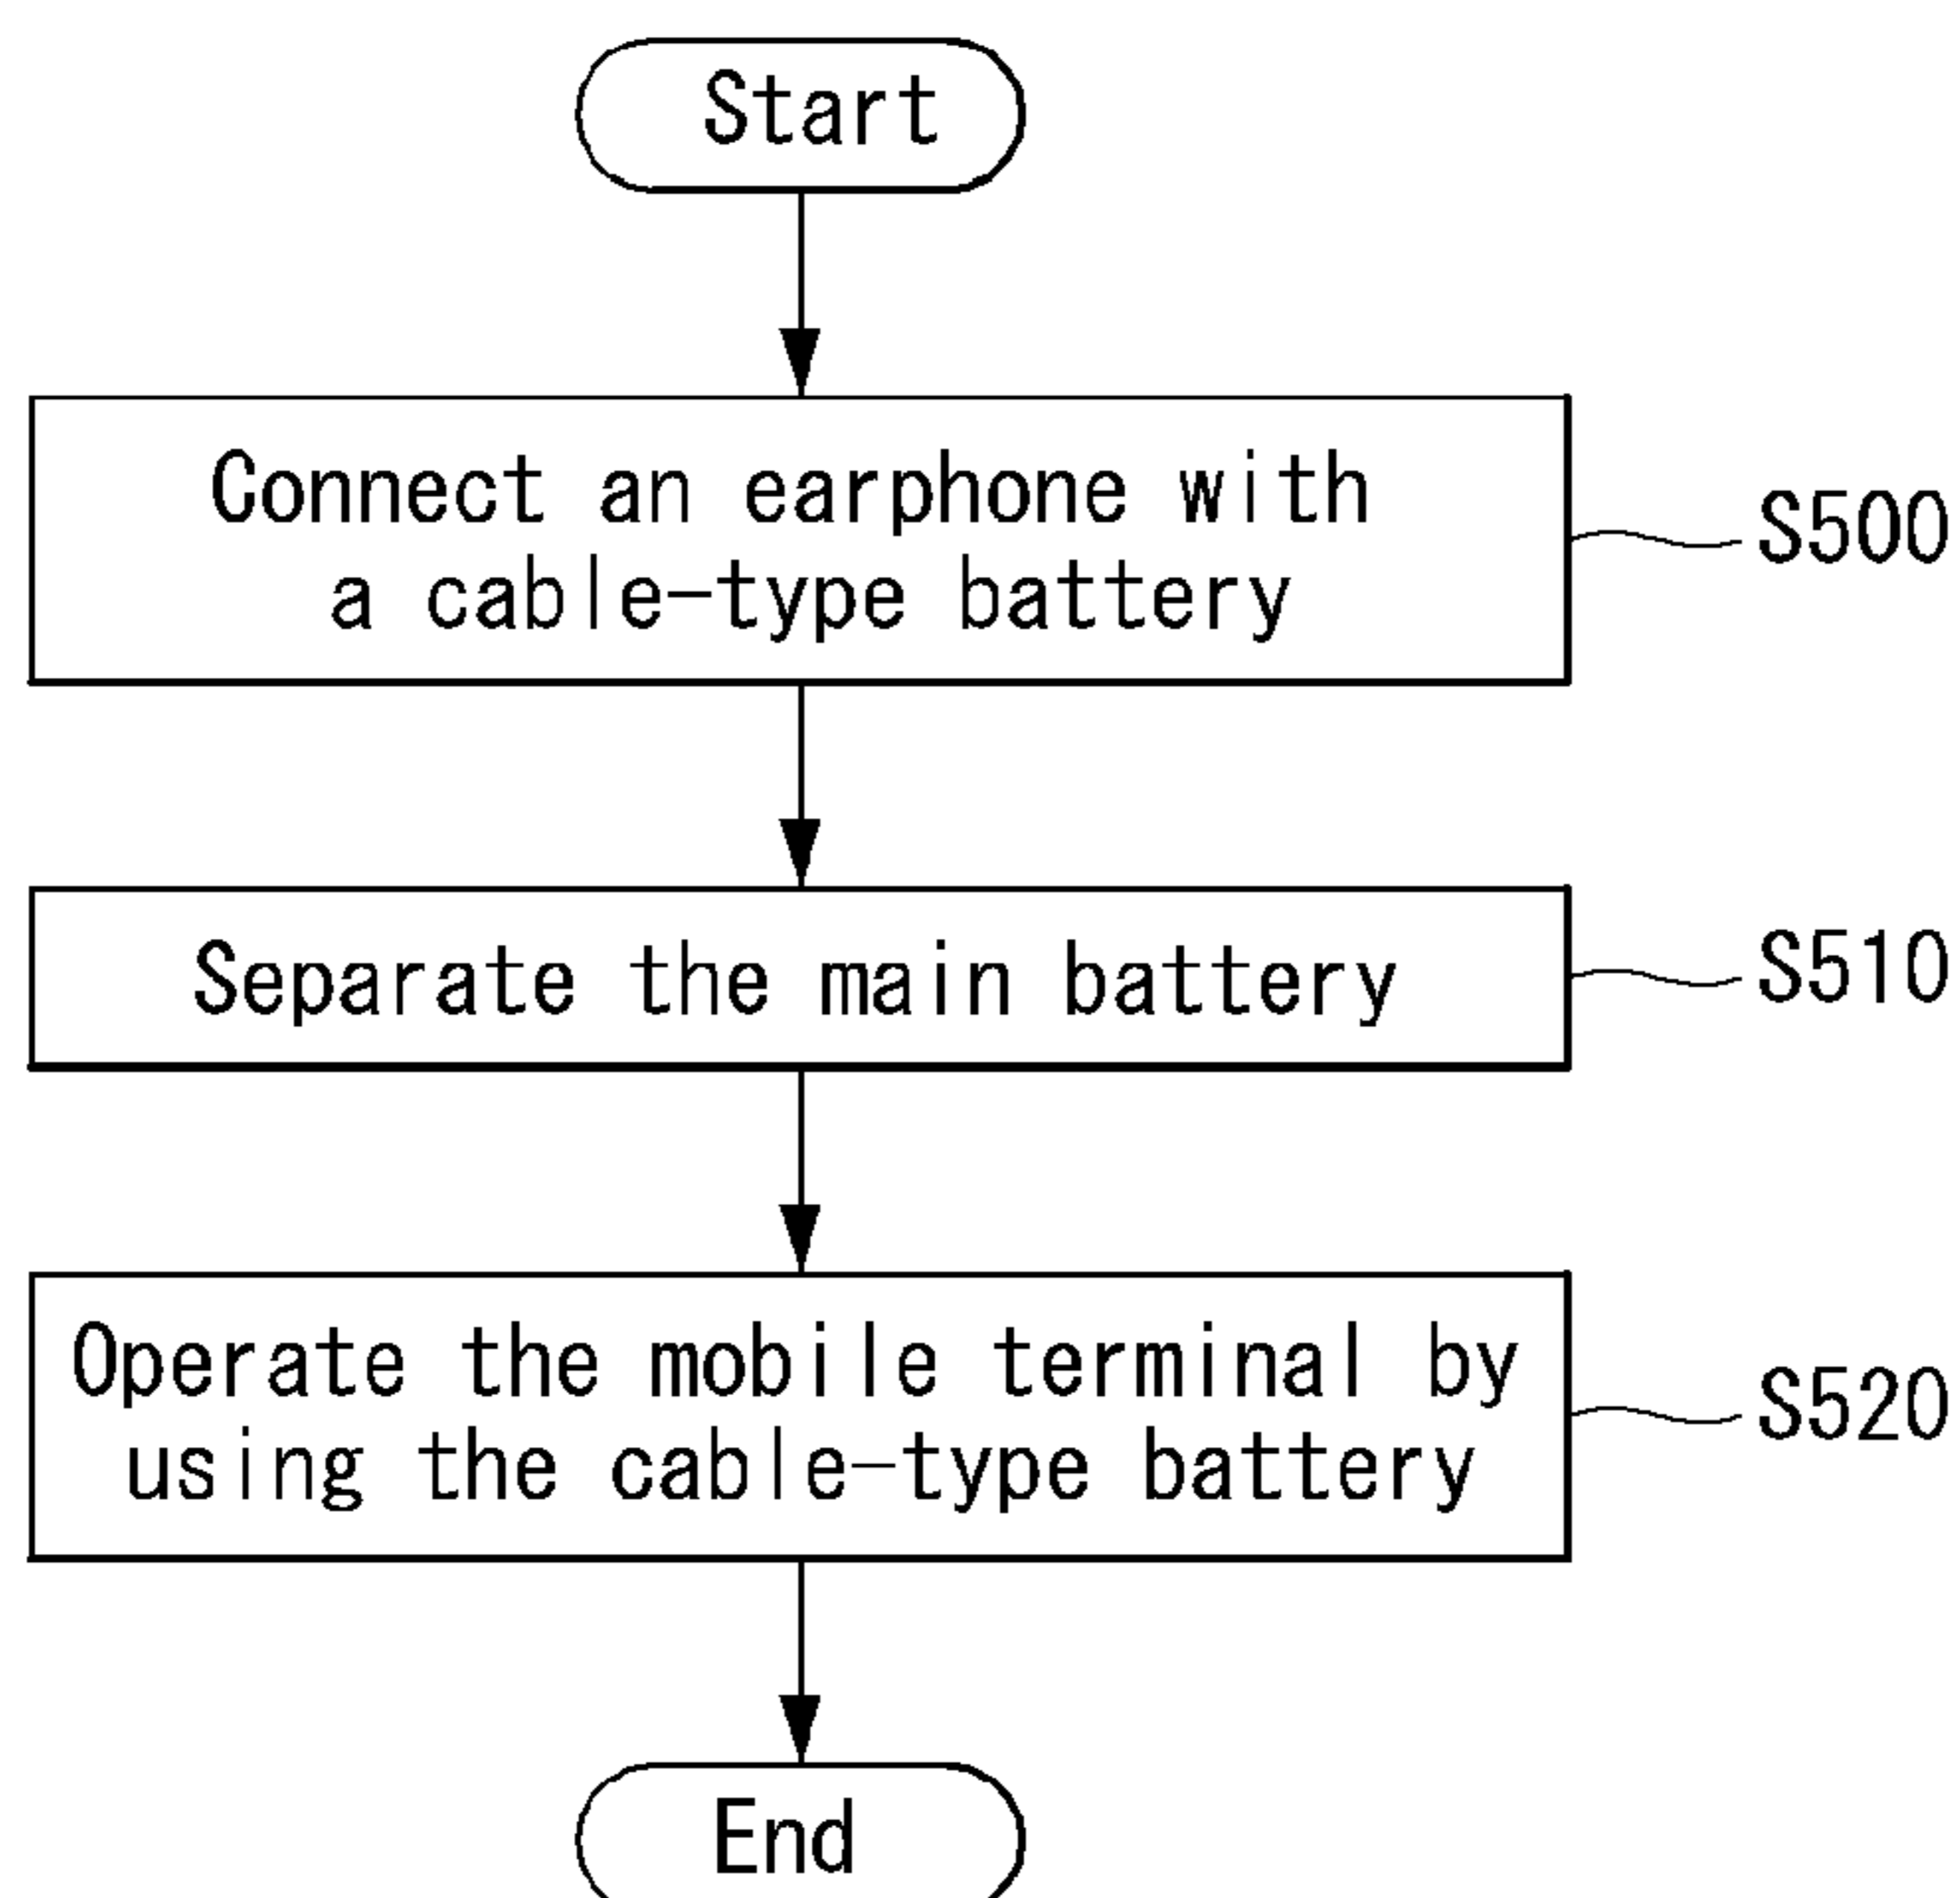 Start
Connect an earphone with
a cable-type battery
S500
Separate the main battery
S510
Operate the mobile terminal by
using the cable-type battery
S520
End